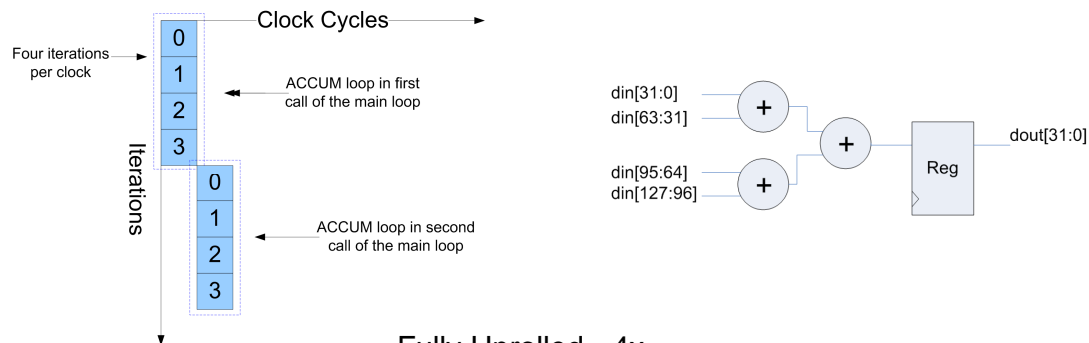 Clock Cycles
Four iterations
per clock
0
1
2
3
ACCUM loop in first
call of the main loop
Iterations
0
1
2
3
ACCUM loop in second
call of the main loop
din[31:0]
din[63:31]
+
din[95:64]
din[127:96]
+
+
Reg
dout[31:0]